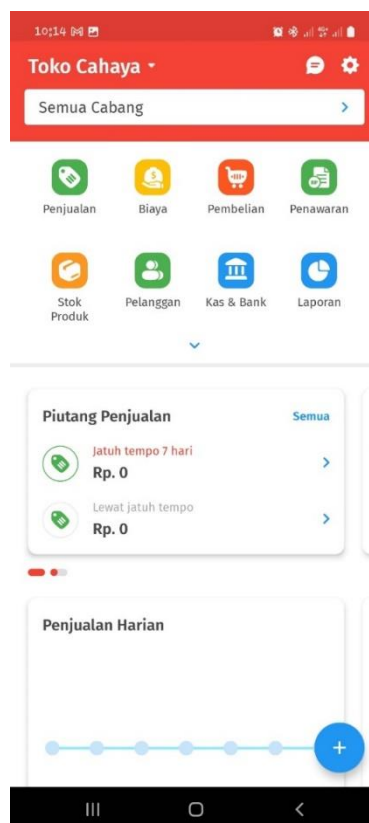 10:14
Toko Cahaya
Semua Cabang
Penjualan
Biaya
Pembelian
Penawaran
Stok
Produk
Pelanggan
Kas & Bank
Laporan
Piutang Penjualan
Semua
Jatuh tempo 7 hari
Rp. 0
Lewat jatuh tempo
Rp. 0
Penjualan Harian